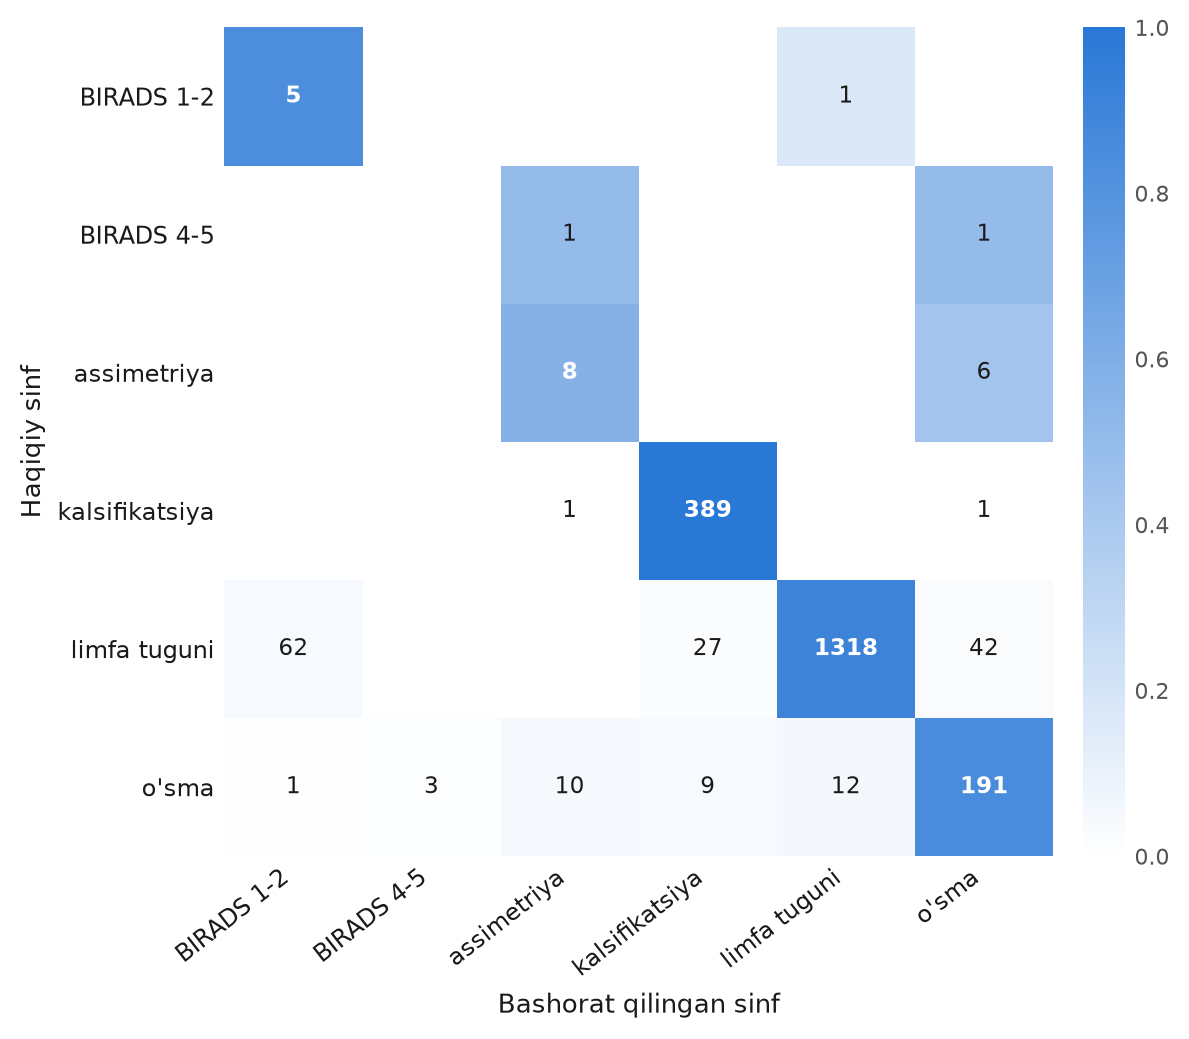 BIRADS 1-2 5 1
BIRADS 4-5 1 1
assimetriya 8 6
kalsifikatsiya 1 389 1
limfa tuguni 62 27 1318 42
o'sma 1 3 10 9 12 191
BIRADS 1-2 BIRADS 4-5 assimetriya kalsifikatsiya limfa tuguni o'sma
Bashorat qilingan sinf
Haqiqiy sinf
1.0
0.8
0.6
0.4
0.2
0.0